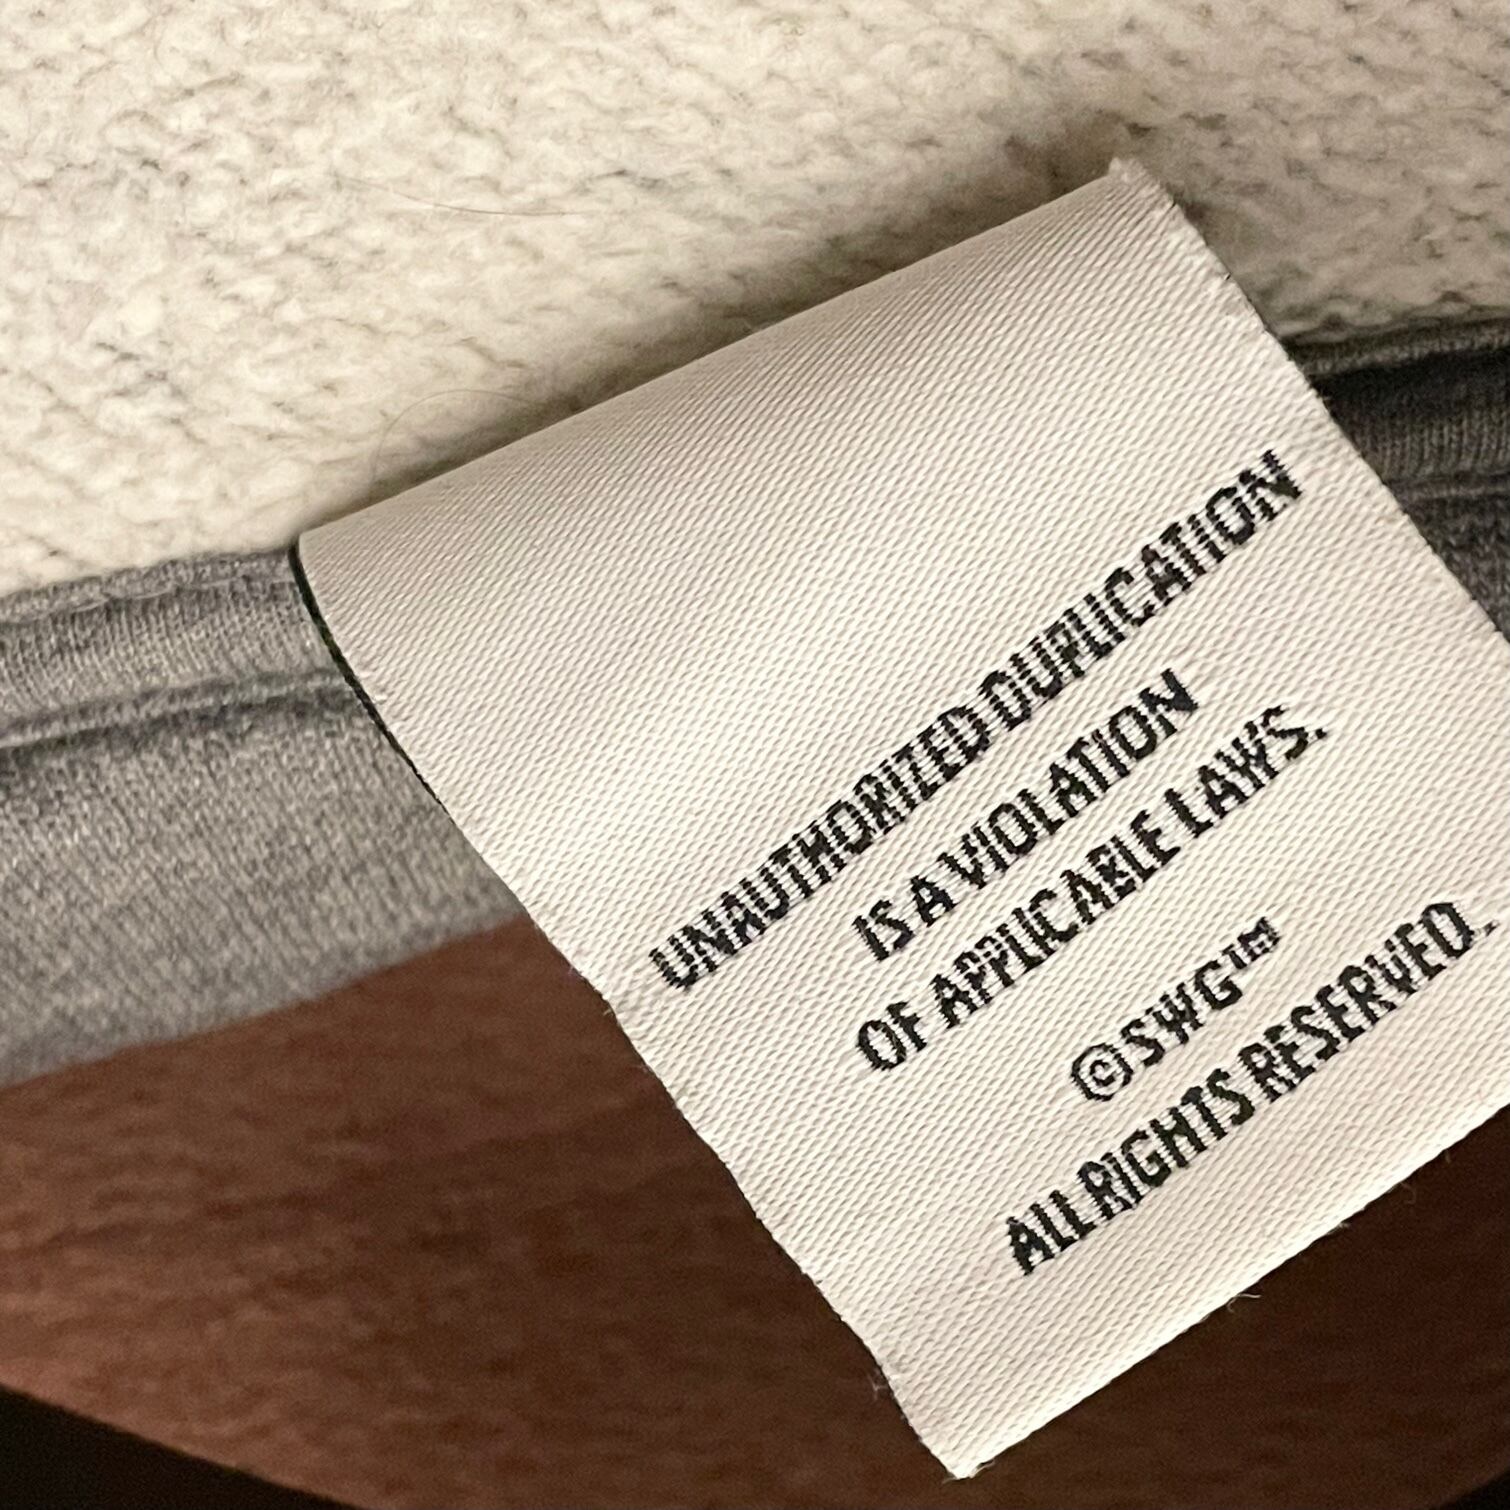 UNAUTHORIZED DUPLICATION
IS A VIOLATION
OF APPLICABLE LAWS.
©SWG™
ALL RIGHTS RESERVED.